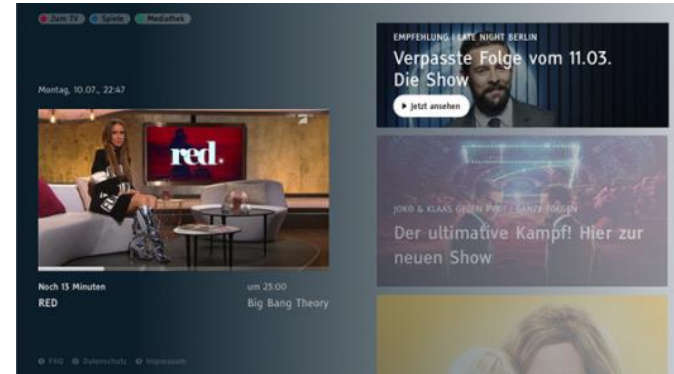 Zum TV Spiele Mediathek
Montag, 10.07., 22:47
red.
Noch 13 Minuten
RED
um 23:00
Big Bang Theory
FAQ Datenschutz Impressum
EMPFEHLUNG | LATE NIGHT BERLIN
Verpasste Folge vom 11.03.
Die Show
Jetzt ansehen
JOKO & KLAAS GEGEN PRO7 | GANZE FOLGEN
Der ultimative Kampf! Hier zur
neuen Show